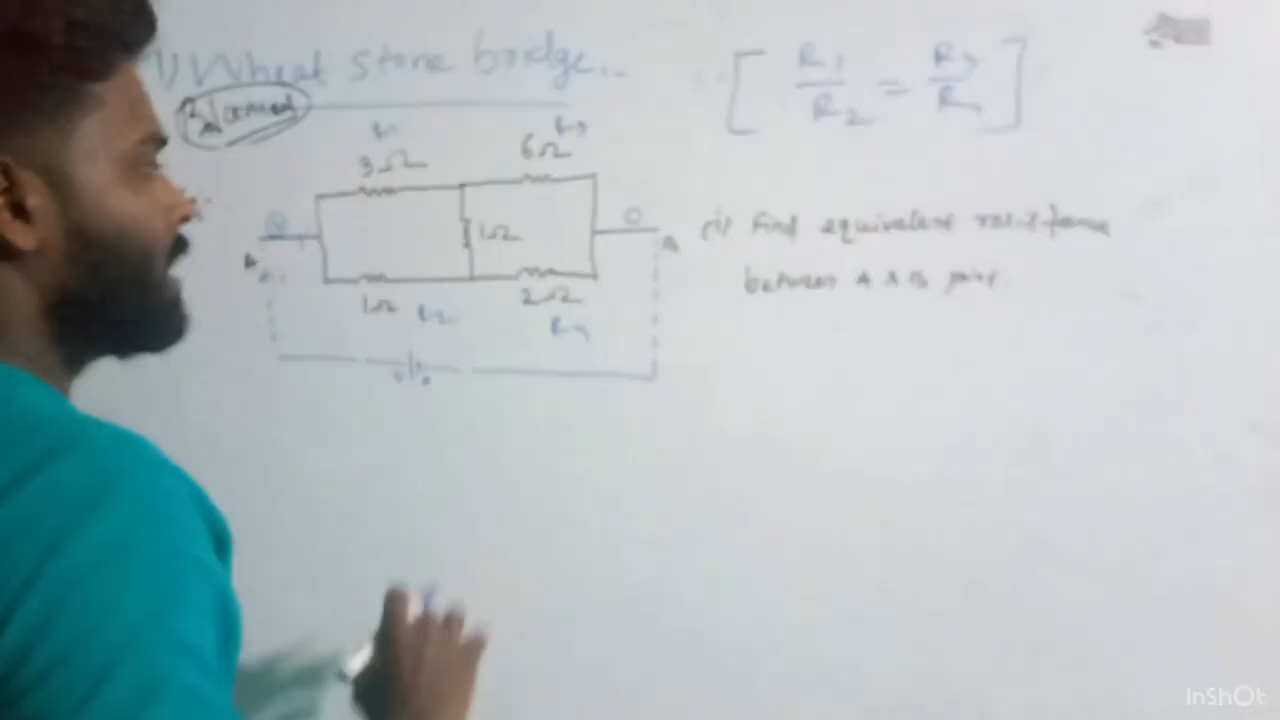 1) Wheat stone bridge..
[ R1/R2 = R3/R4 ]
Balanced
R1 R3
3Ω 6Ω
1Ω
A B
(i) Find equivalent resistance
between A & B point.
1Ω R2 2Ω
R4
InShOt